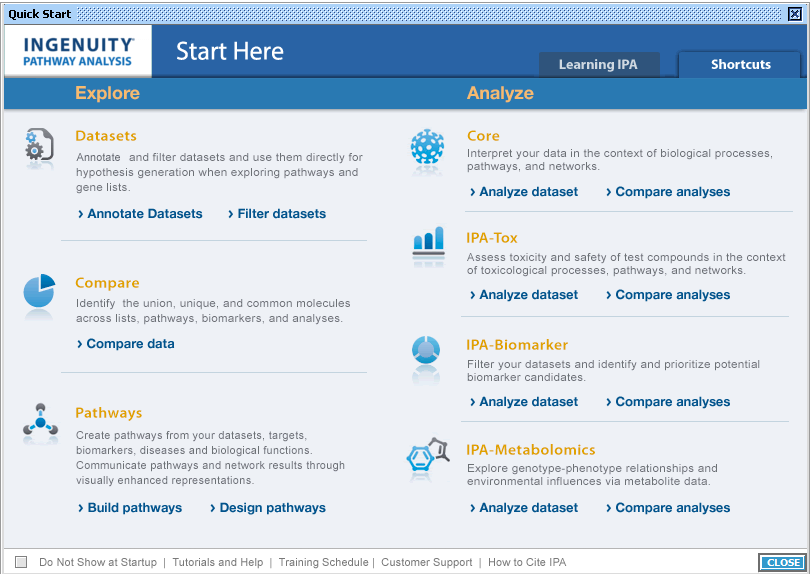 Quick Start
INGENUITY®
PATHWAY ANALYSIS
Start Here
Learning IPA
Shortcuts
Explore
Datasets
Annotate and filter datasets and use them directly for
hypothesis generation when exploring pathways and
gene lists.
› Annotate Datasets › Filter datasets
Compare
Identify the union, unique, and common molecules
across lists, pathways, biomarkers, and analyses.
› Compare data
Pathways
Create pathways from your datasets, targets,
biomarkers, diseases and biological functions.
Communicate pathways and network results through
visually enhanced representations.
› Build pathways › Design pathways
Analyze
Core
Interpret your data in the context of biological processes,
pathways, and networks.
› Analyze dataset › Compare analyses
IPA-Tox
Assess toxicity and safety of test compounds in the context
of toxicological processes, pathways, and networks.
› Analyze dataset › Compare analyses
IPA-Biomarker
Filter your datasets and identify and prioritize potential
biomarker candidates.
› Analyze dataset › Compare analyses
IPA-Metabolomics
Explore genotype-phenotype relationships and
environmental influences via metabolite data.
› Analyze dataset › Compare analyses
Do Not Show at Startup | Tutorials and Help | Training Schedule | Customer Support | How to Cite IPA
CLOSE